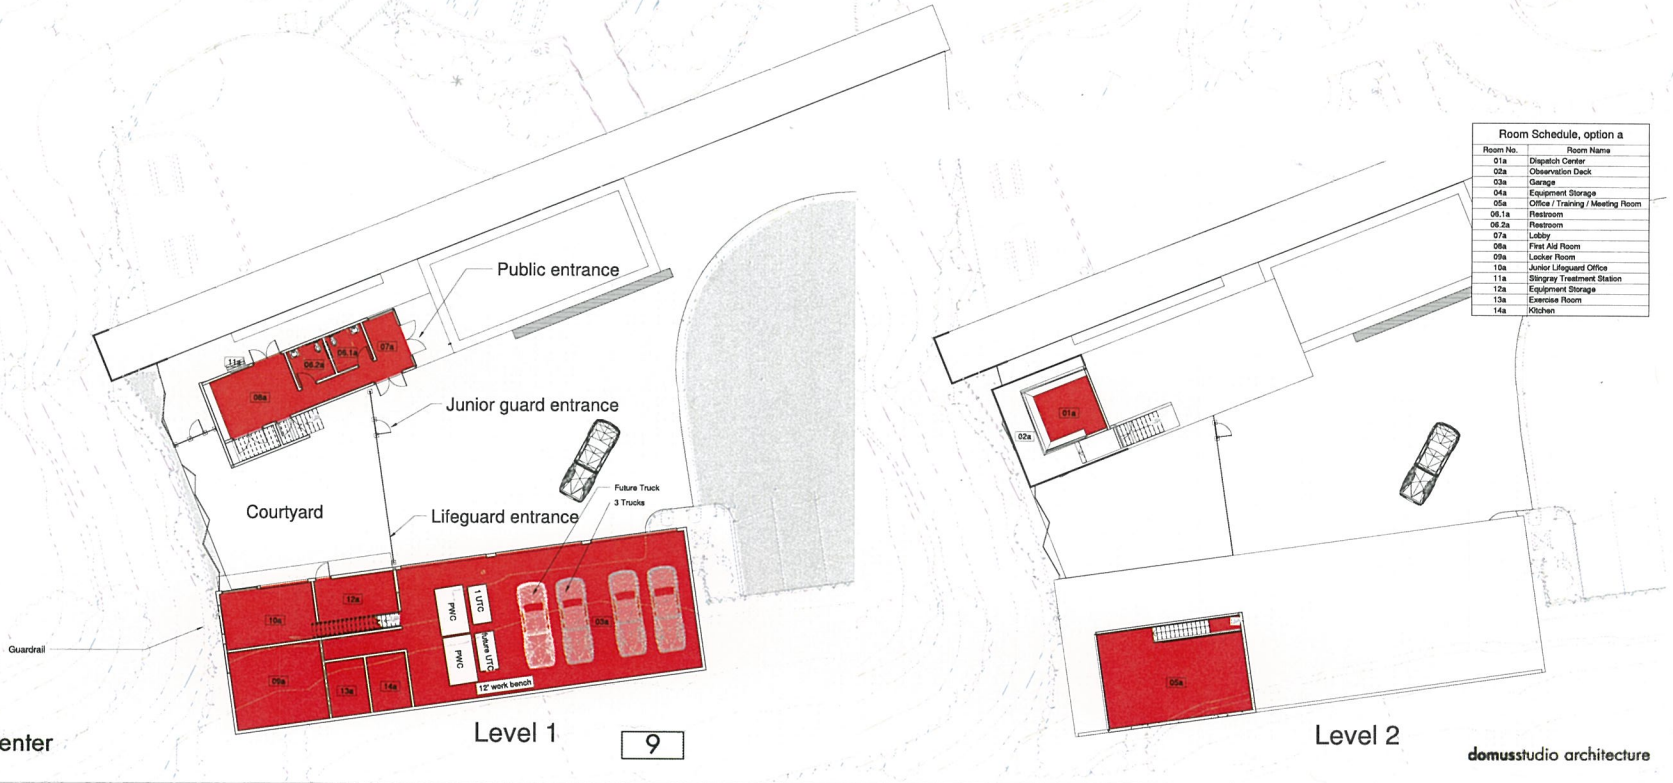 Room Schedule, option a
Room No. Room Name
01a Dispatch Center
02a Observation Deck
03a Garage
04a Equipment Storage
05a Office / Training / Meeting Room
06.1a Restroom
06.2a Restroom
07a Lobby
08a First Aid Room
09a Locker Room
10a Junior Lifeguard Office
11a Stingray Treatment Station
12a Equipment Storage
13a Exercise Room
14a Kitchen
Public entrance
07a
06.1a
06.2a
11a
08a
Junior guard entrance
Future Truck
3 Trucks
Courtyard
Lifeguard entrance
12a
10a
PWC
1 UTC
03a
PWC
future UTC
Guardrail
09a
13a
14a
12' work bench
Level 1
9
enter
01a
02a
05a
Level 2
domusstudio architecture